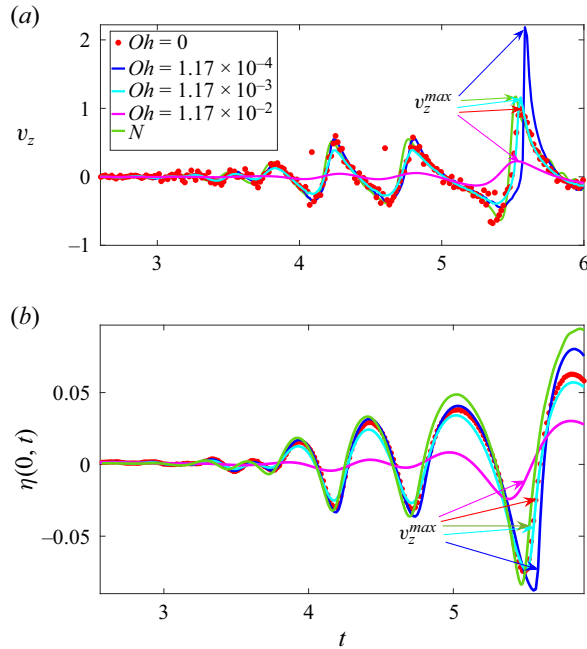 (a)
2
1
0
−1
v_z
Oh = 0
Oh = 1.17 × 10⁻⁴
Oh = 1.17 × 10⁻³
Oh = 1.17 × 10⁻²
N
v_z^max
3 4 5 6
(b)
0.05
0
−0.05
η(0, t)
v_z^max
3 4 5
t